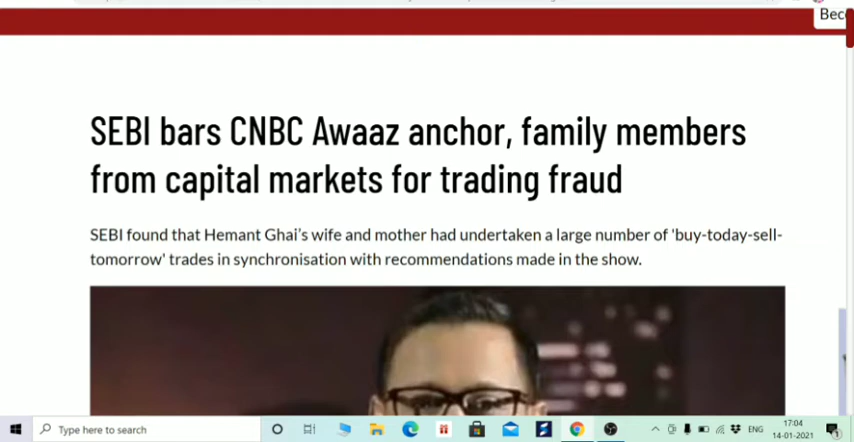 Bec
SEBI bars CNBC Awaaz anchor, family members
from capital markets for trading fraud
SEBI found that Hemant Ghai’s wife and mother had undertaken a large number of 'buy-today-sell-
tomorrow' trades in synchronisation with recommendations made in the show.
Type here to search
ENG
17:04
14-01-2021